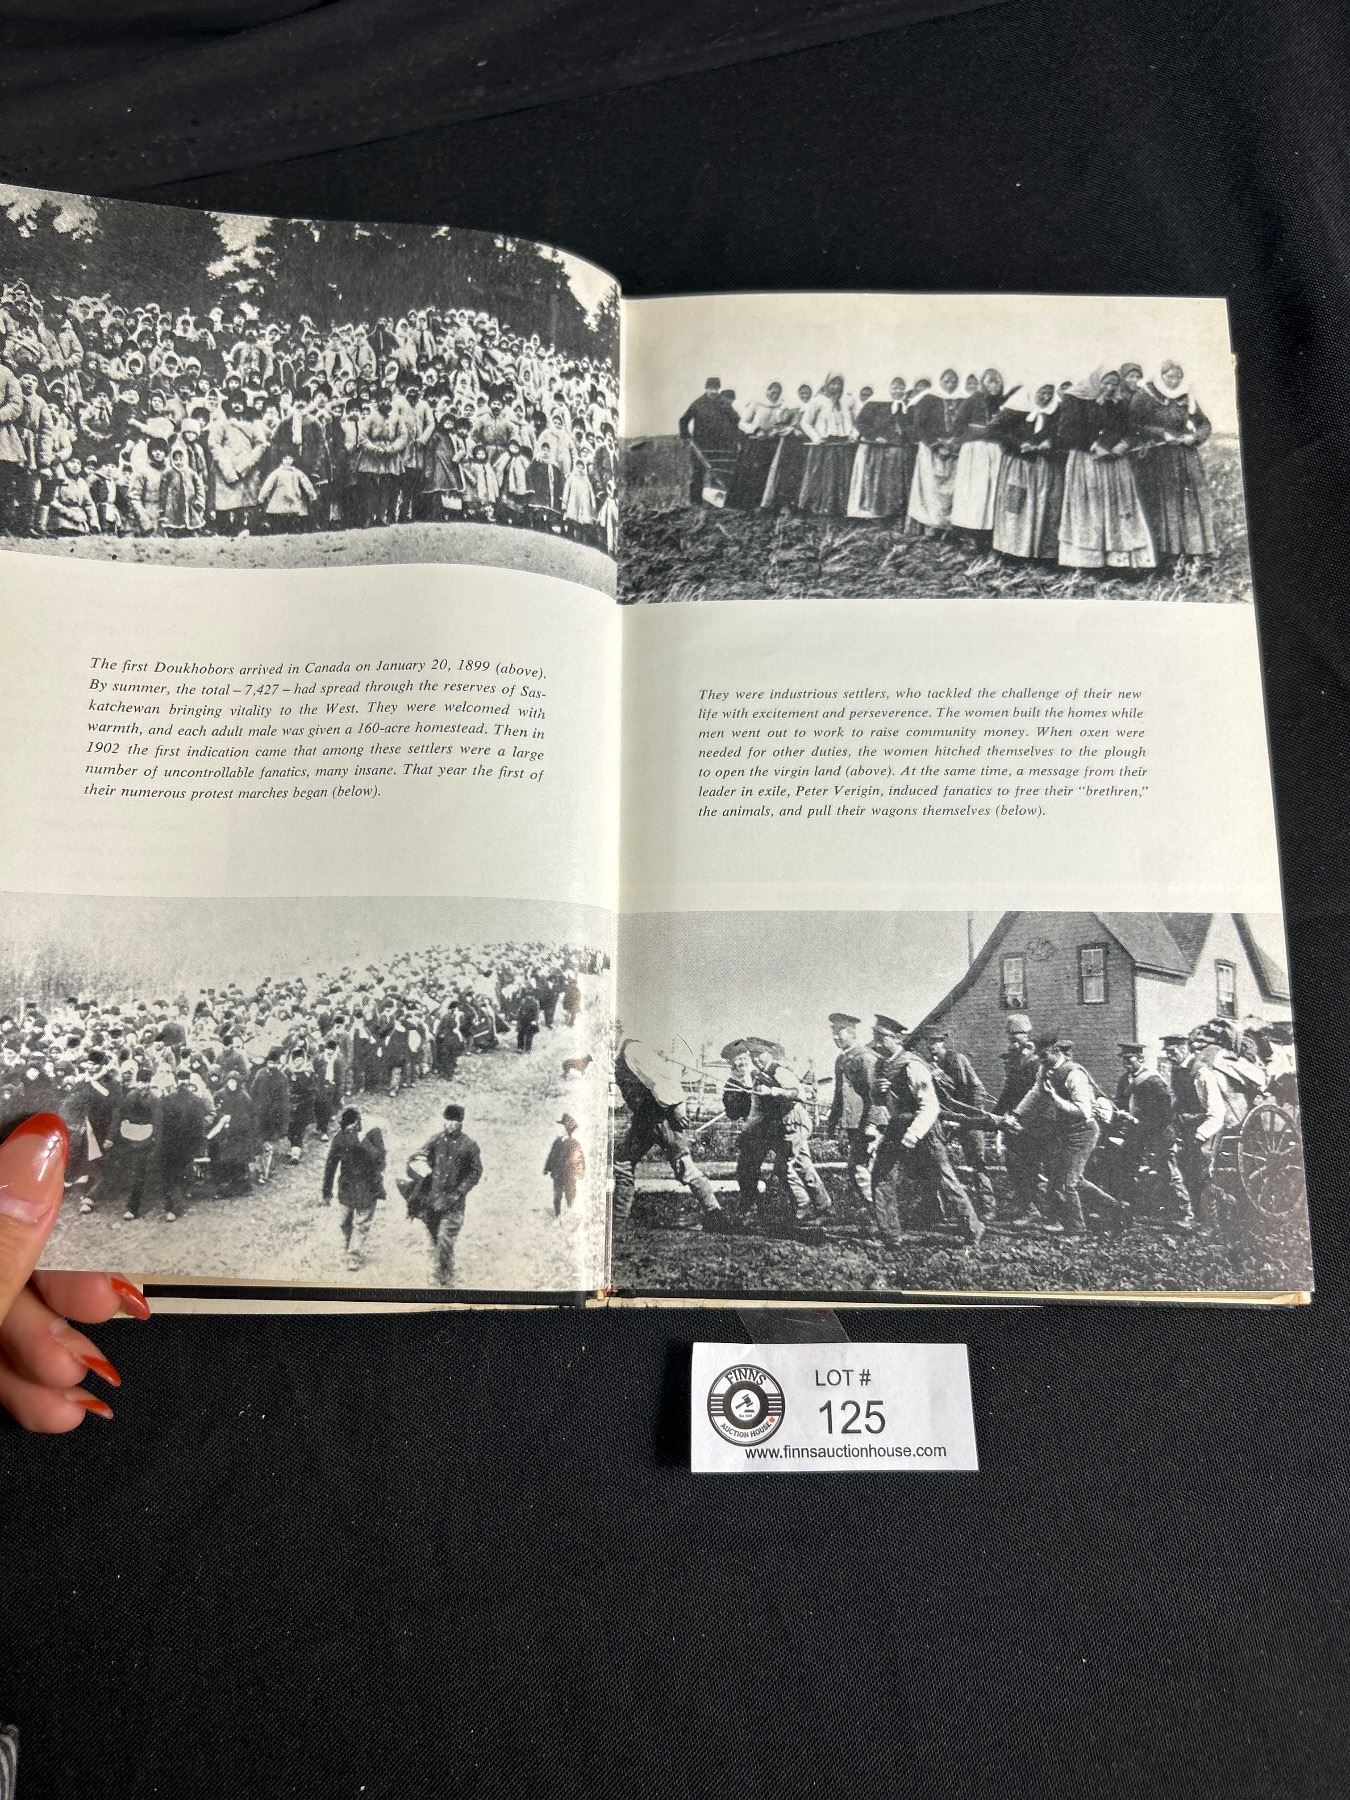 The first Doukhobors arrived in Canada on January 20, 1899 (above).
By summer, the total – 7,427 – had spread through the reserves of Sas-
katchewan bringing vitality to the West. They were welcomed with
warmth, and each adult male was given a 160-acre homestead. Then in
1902 the first indication came that among these settlers were a large
number of uncontrollable fanatics, many insane. That year the first of
their numerous protest marches began (below).
They were industrious settlers, who tackled the challenge of their new
life with excitement and perseverence. The women built the homes while
men went out to work to raise community money. When oxen were
needed for other duties, the women hitched themselves to the plough
to open the virgin land (above). At the same time, a message from their
leader in exile, Peter Verigin, induced fanatics to free their "brethren,"
the animals, and pull their wagons themselves (below).
FINNS
AUCTION HOUSE
LOT #
125
www.finnsauctionhouse.com